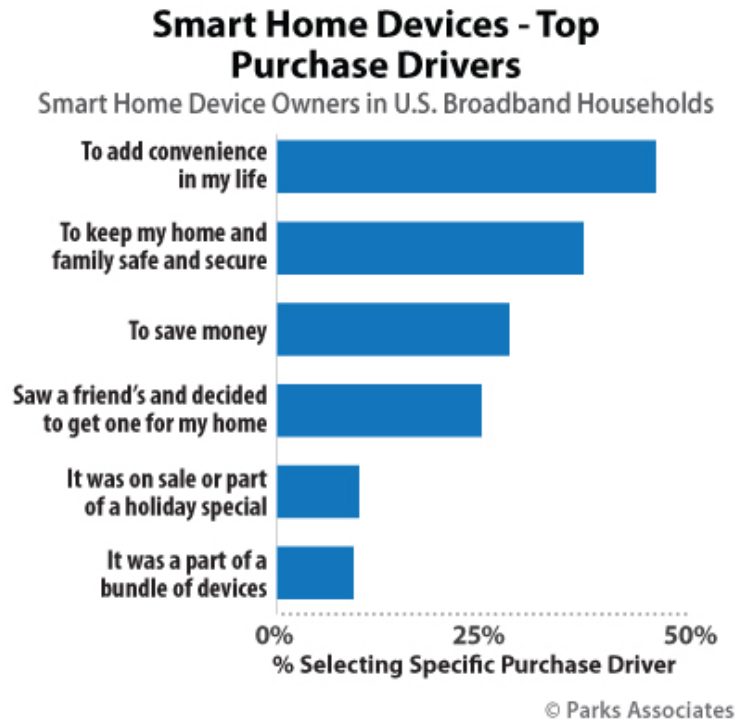 Smart Home Devices - Top
Purchase Drivers
Smart Home Device Owners in U.S. Broadband Households
To add convenience
in my life
To keep my home and
family safe and secure
To save money
Saw a friend's and decided
to get one for my home
It was on sale or part
of a holiday special
It was a part of a
bundle of devices
0% 25% 50%
% Selecting Specific Purchase Driver
© Parks Associates